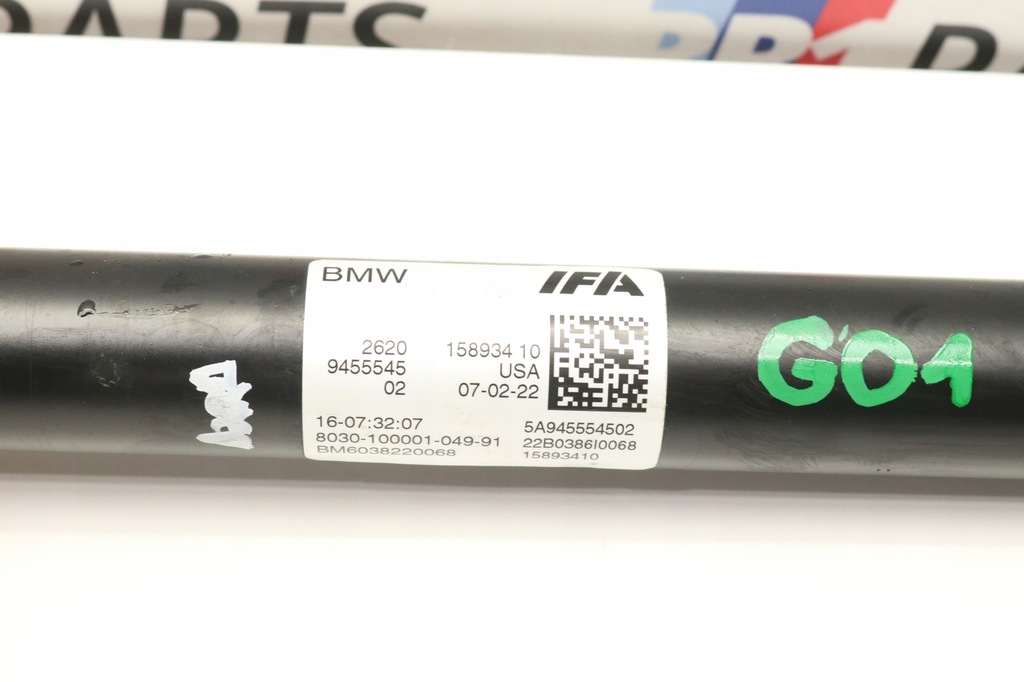 PARTS
BMW
IFA
2620
9455545
02
158934 10
USA
07-02-22
16-07:32:07
8030-100001-049-91
BM6038220068
5A945554502
22B0386I0068
15893410
G01